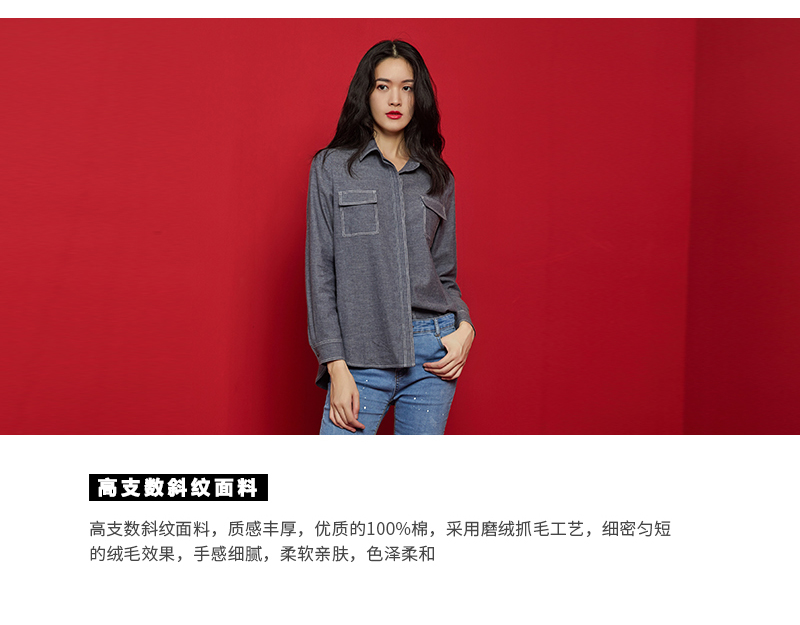 高支数斜纹面料
高支数斜纹面料，质感丰厚，优质的100%棉，采用磨绒抓毛工艺，细密匀短
的绒毛效果，手感细腻，柔软亲肤，色泽柔和